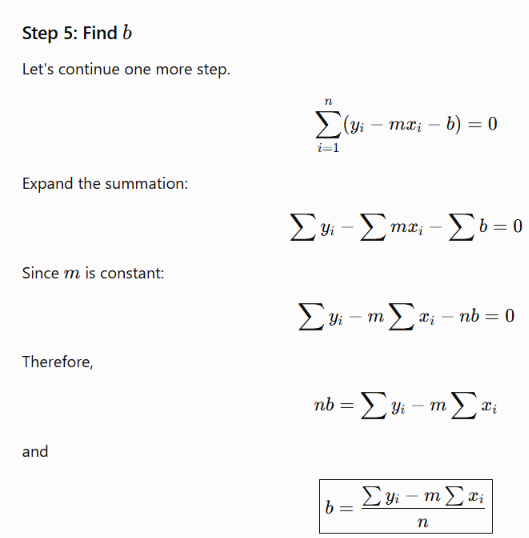 Step 5: Find b
Let's continue one more step.
\sum_{i=1}^{n}(y_i − mx_i − b) = 0
Expand the summation:
\sum y_i − \sum mx_i − \sum b = 0
Since m is constant:
\sum y_i − m \sum x_i − nb = 0
Therefore,
nb = \sum y_i − m \sum x_i
and
b = \frac{\sum y_i − m \sum x_i}{n}